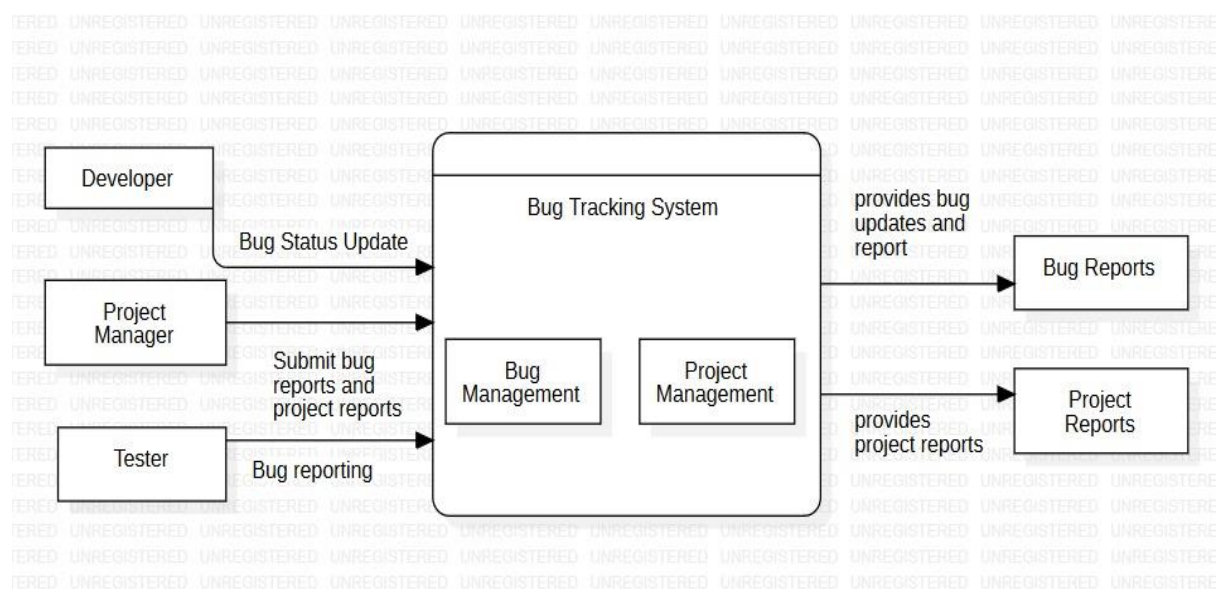 Developer
Bug Status Update
Project
Manager
Submit bug
reports and
project reports
Tester
Bug reporting
Bug Tracking System
Bug
Management
Project
Management
provides bug
updates and
report
Bug Reports
provides
project reports
Project
Reports
UNREGISTERED